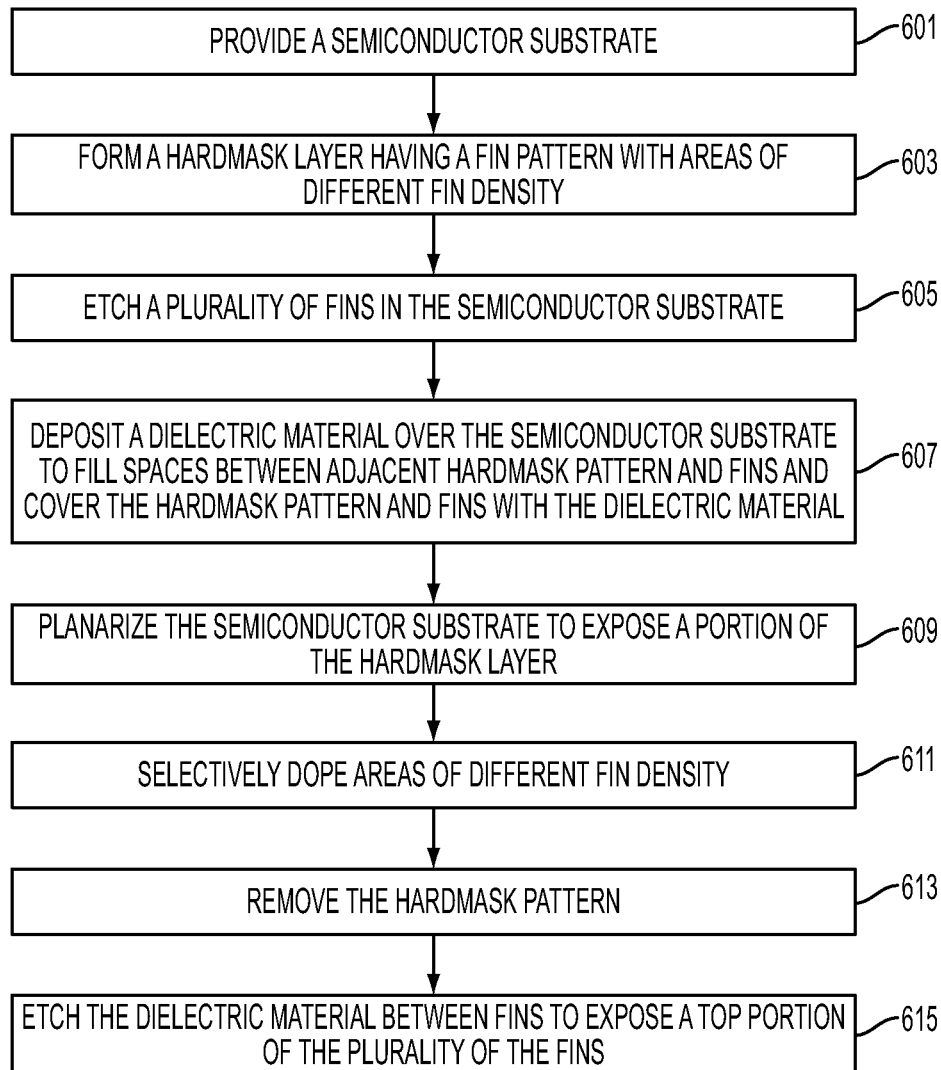 PROVIDE A SEMICONDUCTOR SUBSTRATE
601
FORM A HARDMASK LAYER HAVING A FIN PATTERN WITH AREAS OF
DIFFERENT FIN DENSITY
603
ETCH A PLURALITY OF FINS IN THE SEMICONDUCTOR SUBSTRATE
605
DEPOSIT A DIELECTRIC MATERIAL OVER THE SEMICONDUCTOR SUBSTRATE
TO FILL SPACES BETWEEN ADJACENT HARDMASK PATTERN AND FINS AND
COVER THE HARDMASK PATTERN AND FINS WITH THE DIELECTRIC MATERIAL
607
PLANARIZE THE SEMICONDUCTOR SUBSTRATE TO EXPOSE A PORTION OF
THE HARDMASK LAYER
609
SELECTIVELY DOPE AREAS OF DIFFERENT FIN DENSITY
611
REMOVE THE HARDMASK PATTERN
613
ETCH THE DIELECTRIC MATERIAL BETWEEN FINS TO EXPOSE A TOP PORTION
OF THE PLURALITY OF THE FINS
615